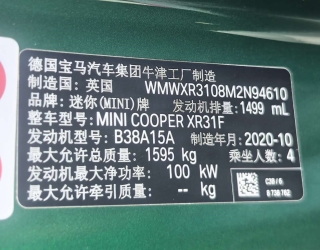 德国宝马汽车集团牛津工厂制造
制造国: 英国 WMWXR3108M2N94610
品牌: 迷你(MINI)牌 发动机排量: 1499 mL
整车型号: MINI COOPER XR31F
发动机型号: B38A15A 制造年月: 2020-10
最大允许总质量: 1595 kg 乘坐人数: 4
发动机最大净功率: 100 kW
最大允许牵引质量: - kg